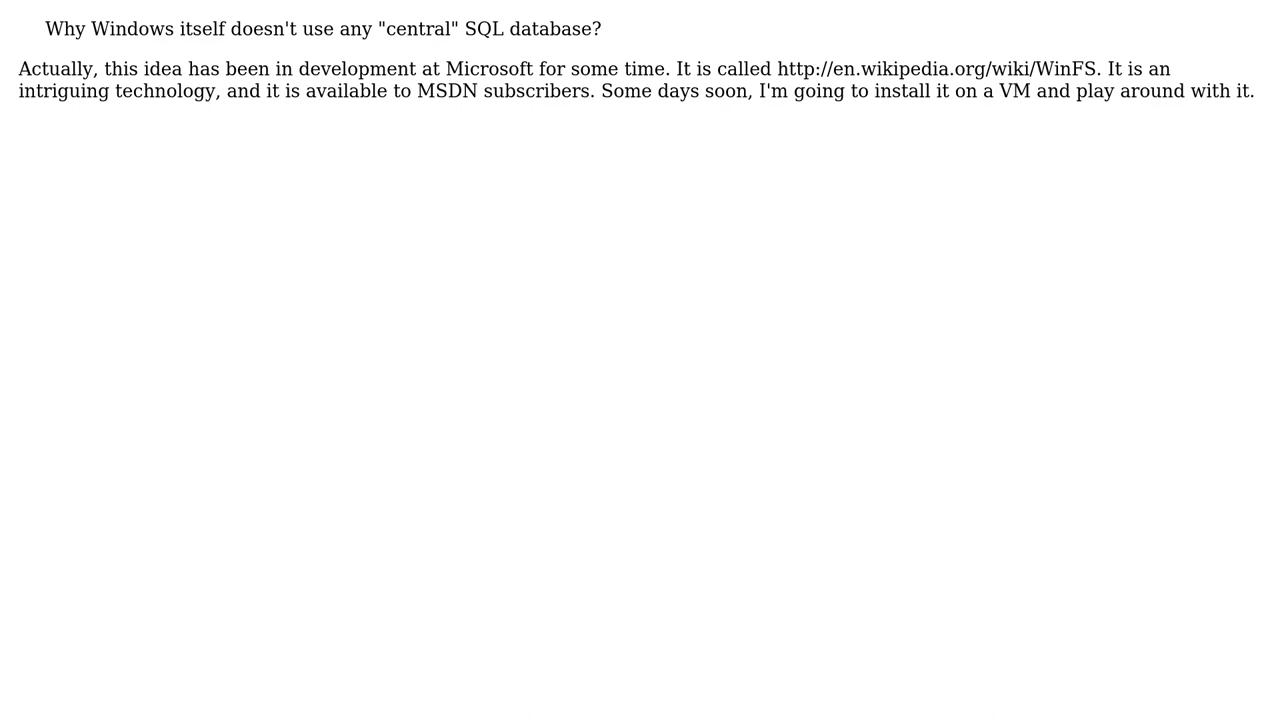 Why Windows itself doesn't use any "central" SQL database?
Actually, this idea has been in development at Microsoft for some time. It is called http://en.wikipedia.org/wiki/WinFS. It is an
intriguing technology, and it is available to MSDN subscribers. Some days soon, I'm going to install it on a VM and play around with it.